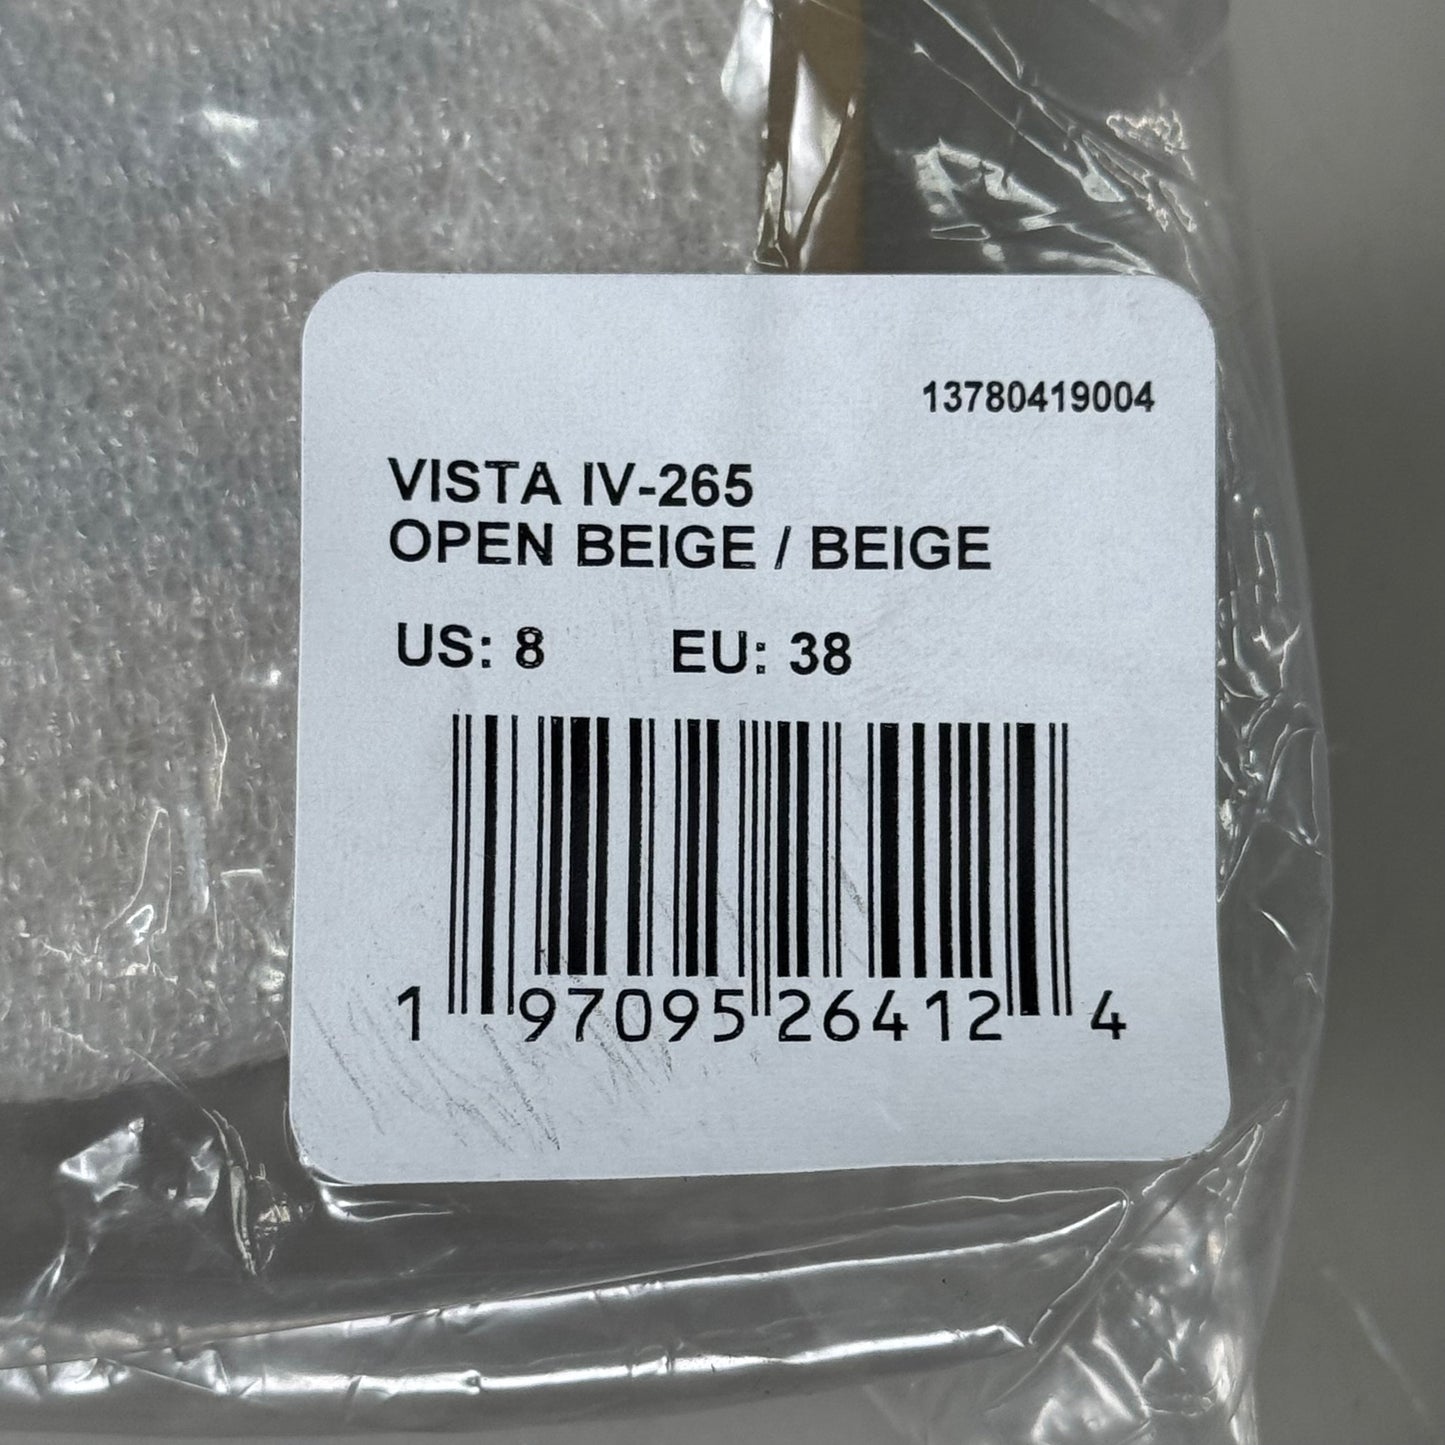 13780419004
VISTA IV-265
OPEN BEIGE / BEIGE
US: 8 EU: 38
1 97095 26412 4